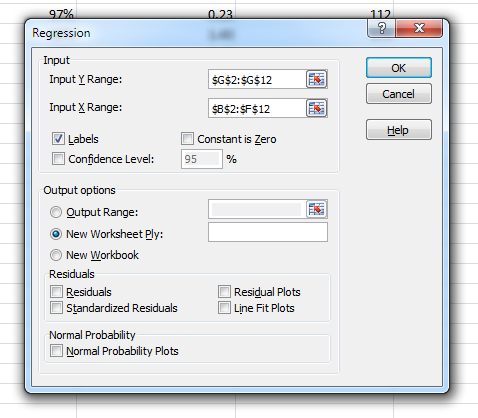 97% 0.23 112
Regression
Input
Input Y Range: $G$2:$G$12
Input X Range: $B$2:$F$12
Labels Constant is Zero
Confidence Level: 95 %
OK
Cancel
Help
Output options
Output Range:
New Worksheet Ply:
New Workbook
Residuals
Residuals Residual Plots
Standardized Residuals Line Fit Plots
Normal Probability
Normal Probability Plots